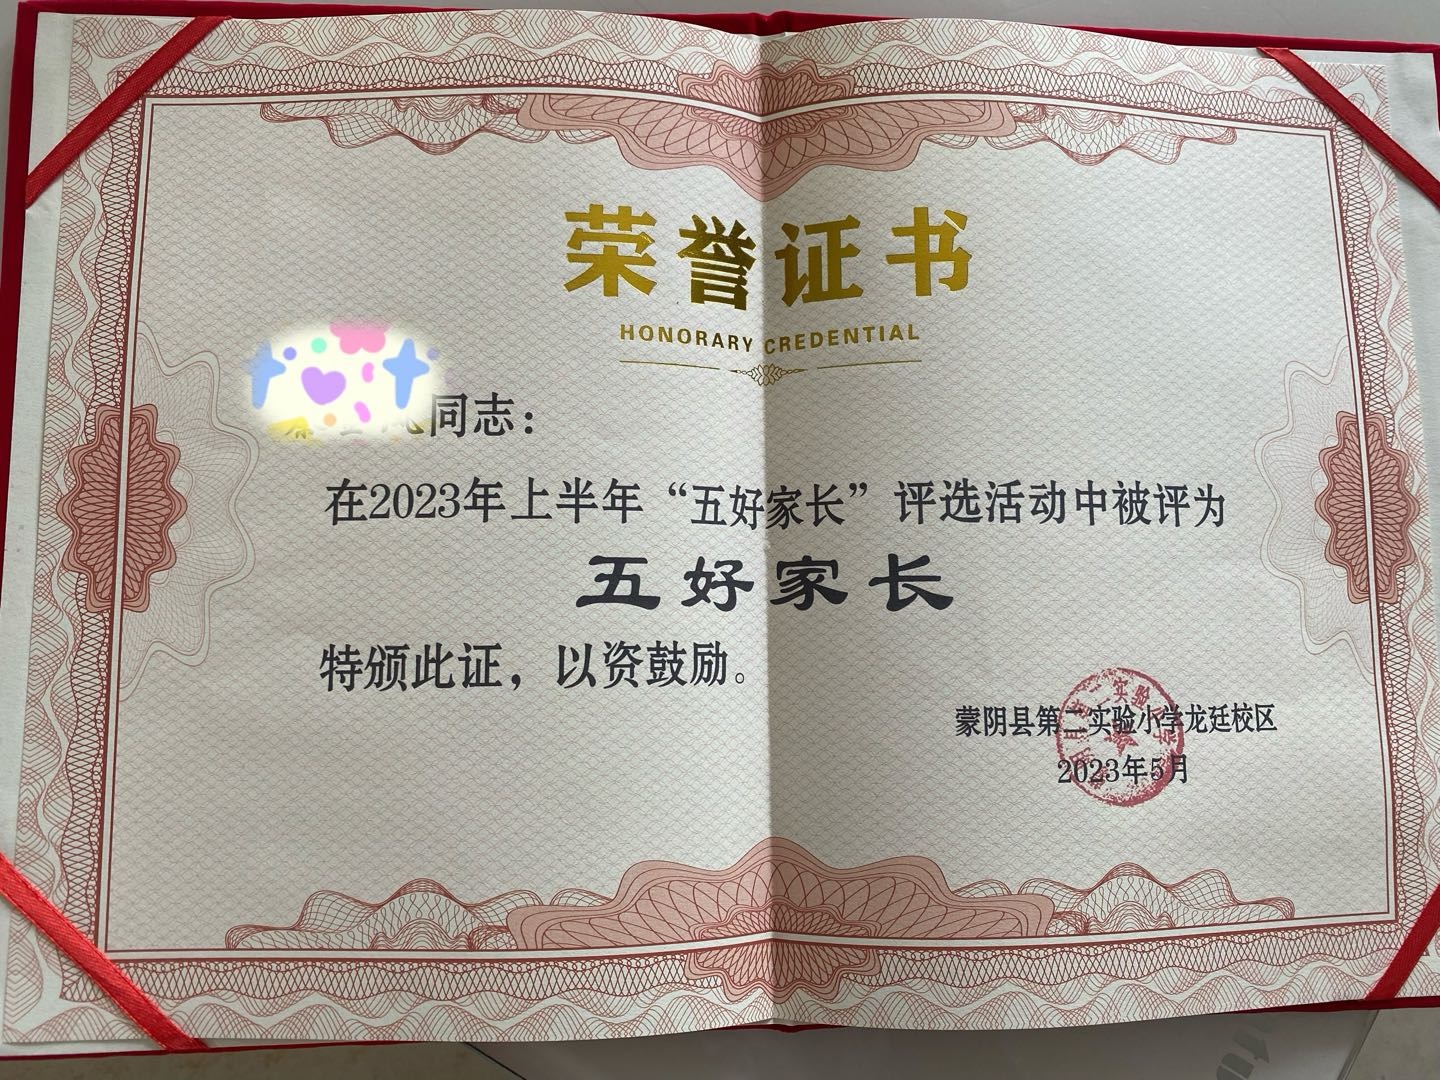 荣誉证书
HONORARY CREDENTIAL
同志：
在2023年上半年“五好家长”评选活动中被评为
五好家长
特颁此证，以资鼓励。
蒙阴县第二实验小学龙廷校区
2023年5月